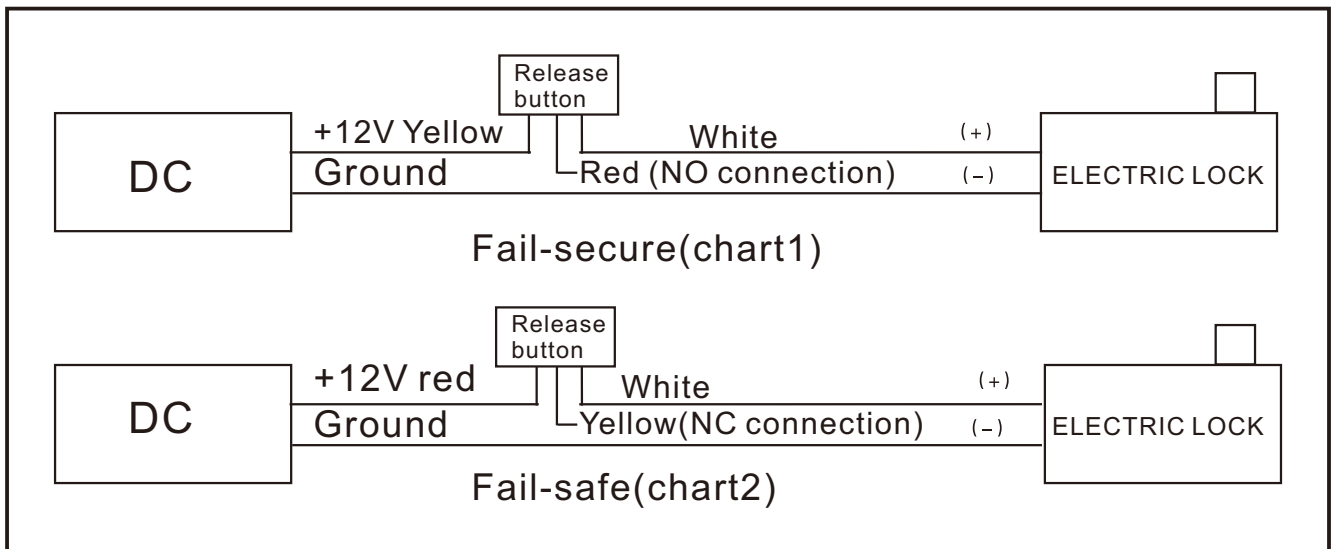 Release
button
+12V Yellow
White
(+)
DC
Ground
Red (NO connection)
(-)
ELECTRIC LOCK
Fail-secure(chart1)
Release
button
+12V red
White
(+)
DC
Ground
Yellow(NC connection)
(-)
ELECTRIC LOCK
Fail-safe(chart2)